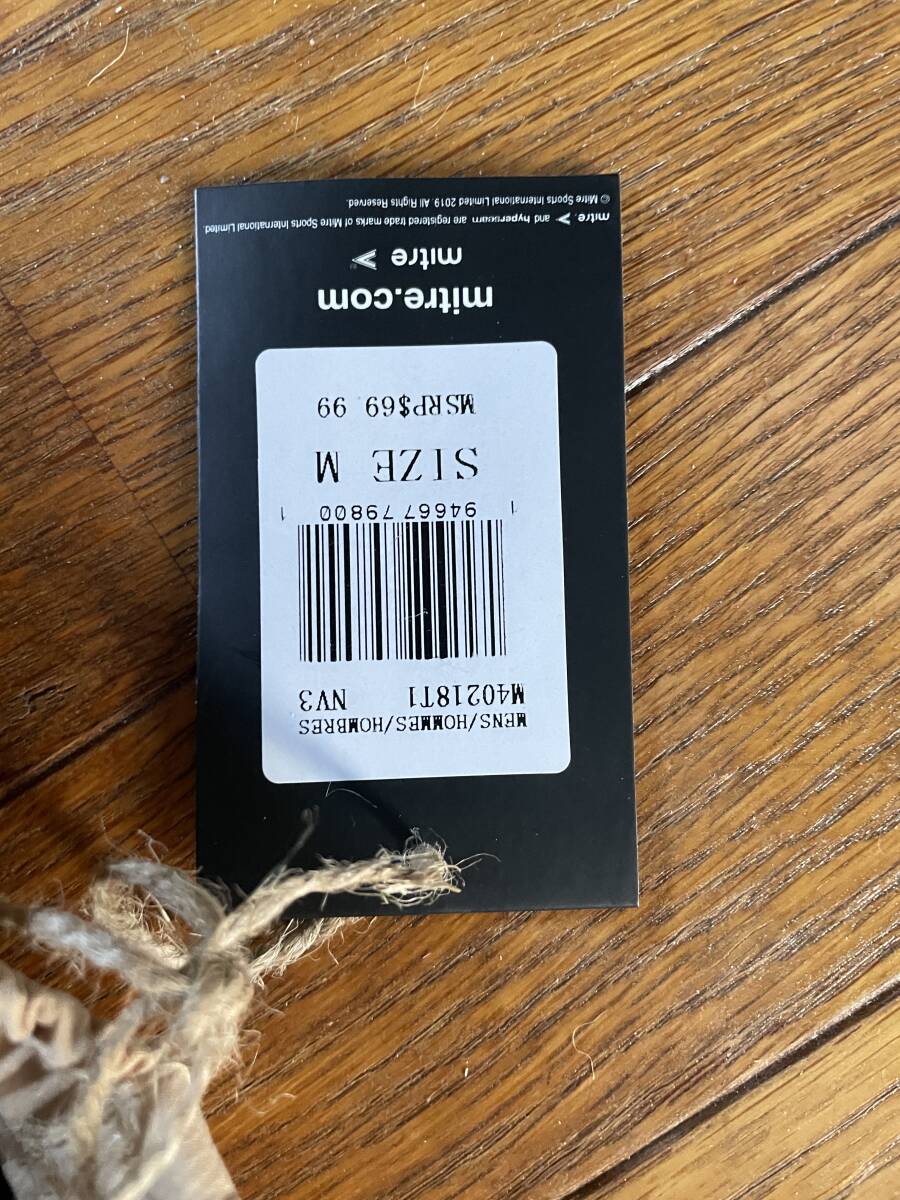 MENS/HOMMES/HOMBRES
M40218T1 NV3
1 94667 79800 1
SIZE M
MSRP$69 99
mitre.com
mitre
mitre. and hyperseam are registered trade marks of Mitre Sports International Limited.
© Mitre Sports International Limited 2019. All Rights Reserved.